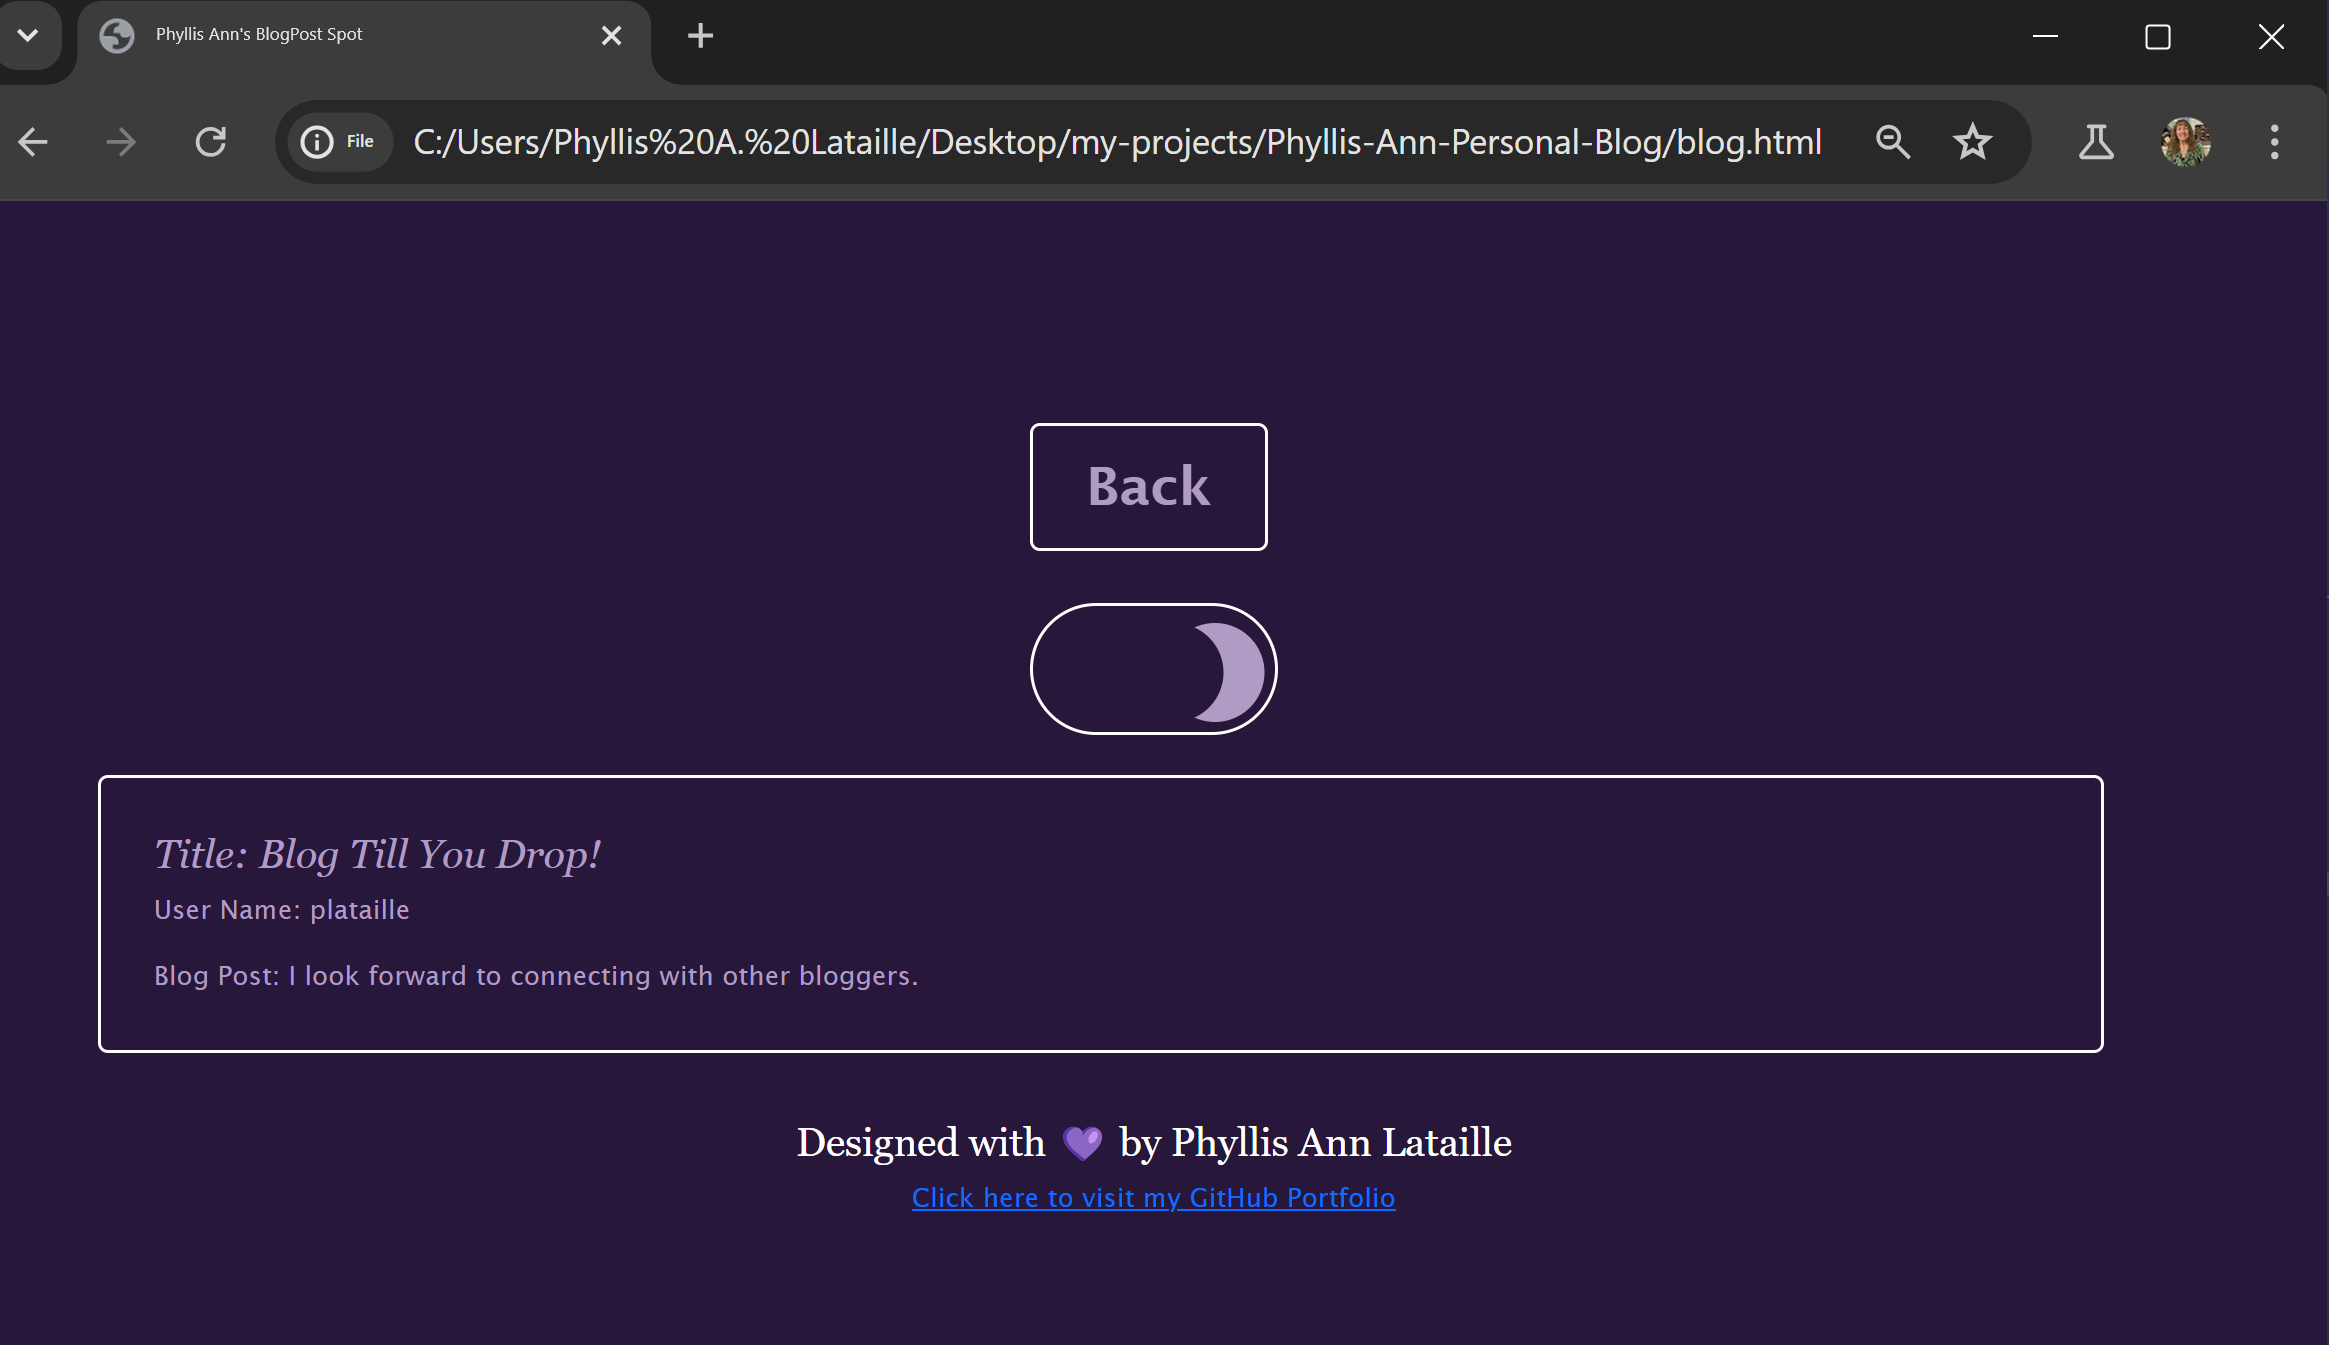 Phyllis Ann's BlogPost Spot
File
C:/Users/Phyllis%20A.%20Lataille/Desktop/my-projects/Phyllis-Ann-Personal-Blog/blog.html
Back
Title: Blog Till You Drop!
User Name: plataille
Blog Post: I look forward to connecting with other bloggers.
Designed with 💜 by Phyllis Ann Lataille
Click here to visit my GitHub Portfolio